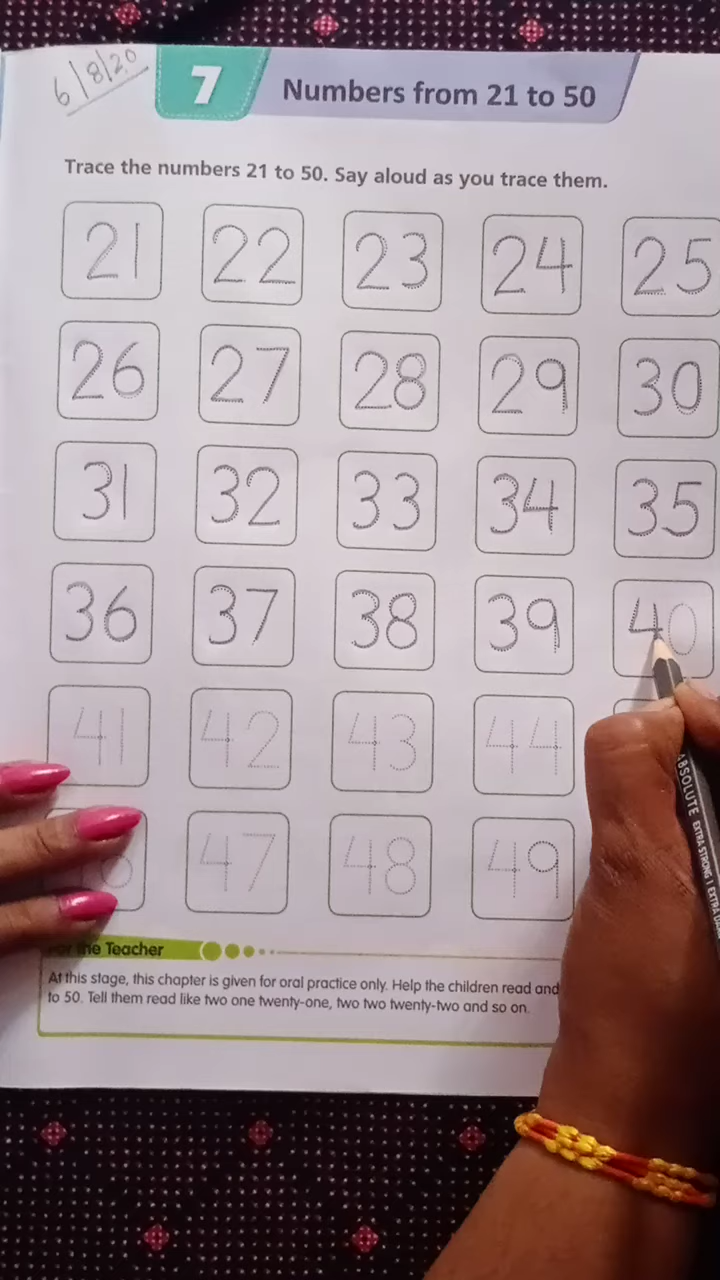 6/8/20
7 Numbers from 21 to 50
Trace the numbers 21 to 50. Say aloud as you trace them.
21 22 23 24 25
26 27 28 29 30
31 32 33 34 35
36 37 38 39 40
41 42 43 44
47 48 49
the Teacher
At this stage, this chapter is given for oral practice only. Help the children read and
to 50. Tell them read like two one twenty-one, two two twenty-two and so on.
ABSOLUTE EXTRA STRONG | EXTRA